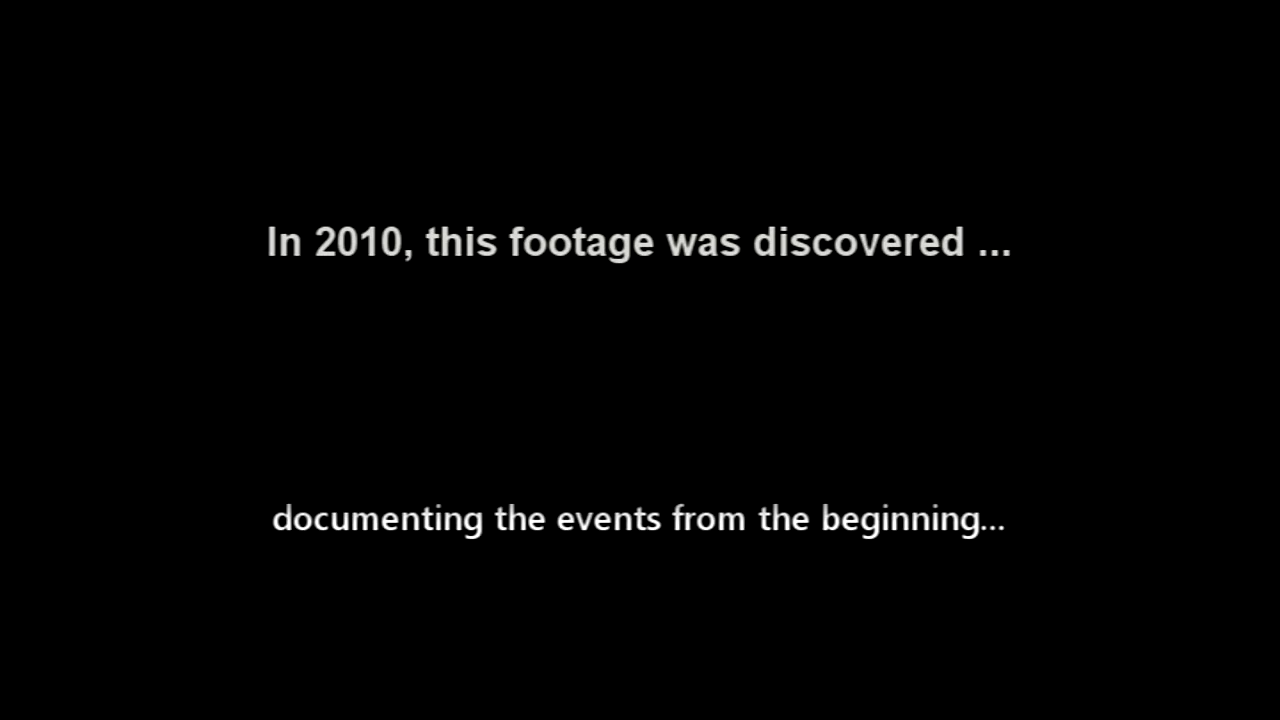 In 2010, this footage was discovered ...
documenting the events from the beginning...